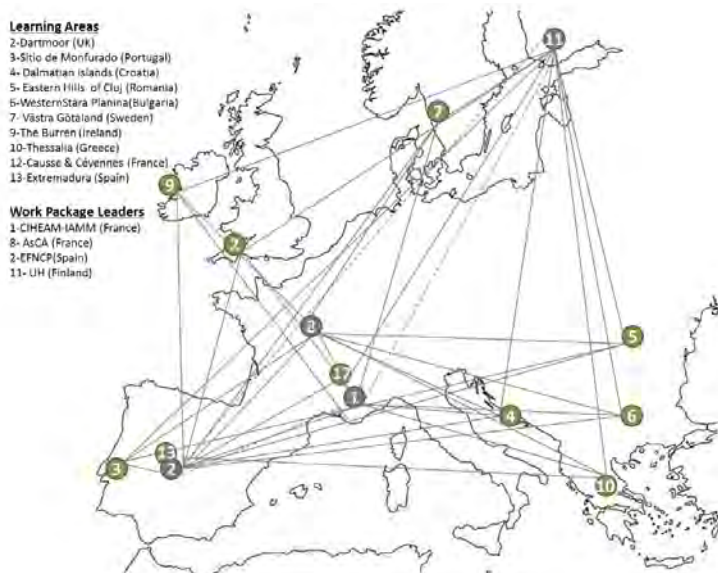 Learning Areas
2-Dartmoor (UK)
3-Sítio de Monfurado (Portugal)
4- Dalmatian islands (Croatia)
5- Eastern Hills of Cluj (Romania)
6-WesternStara Planina(Bulgaria)
7- Västra Götaland (Sweden)
9-The Burren (Ireland)
10-Thessalia (Greece)
12-Causse & Cévennes (France)
13-Extremadura (Spain)
Work Package Leaders
1-CIHEAM-IAMM (France)
8- AsCA (France)
2-EFNCP(Spain)
11- UH (Finland)
11
7
9
2
5
1
4
6
13
3
2
10